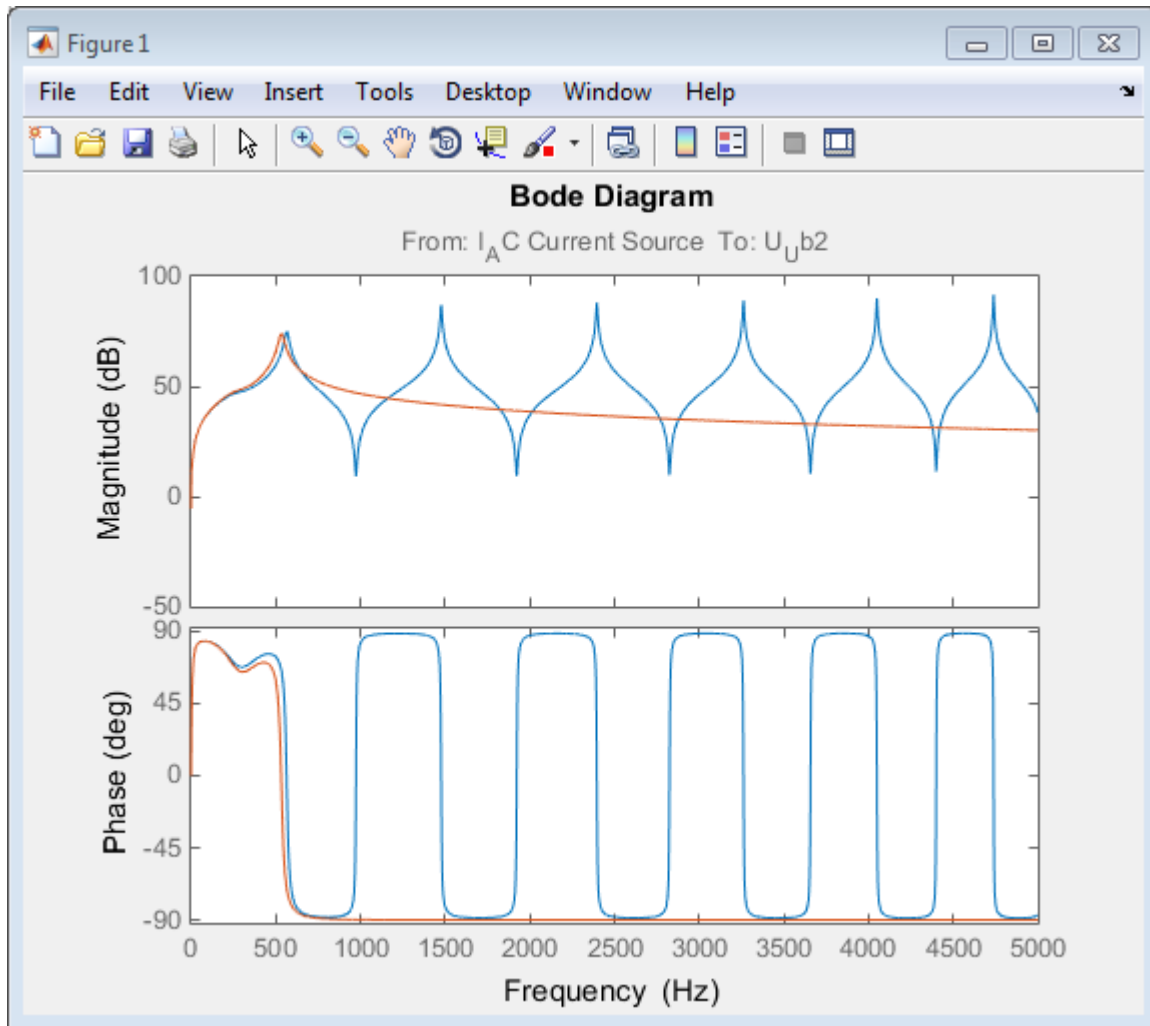 Figure 1
File Edit View Insert Tools Desktop Window Help
Bode Diagram
From: I_AC Current Source To: U_Ub2
Magnitude (dB)
100
50
0
-50
Phase (deg)
90
45
0
-45
-90
0 500 1000 1500 2000 2500 3000 3500 4000 4500 5000
Frequency (Hz)